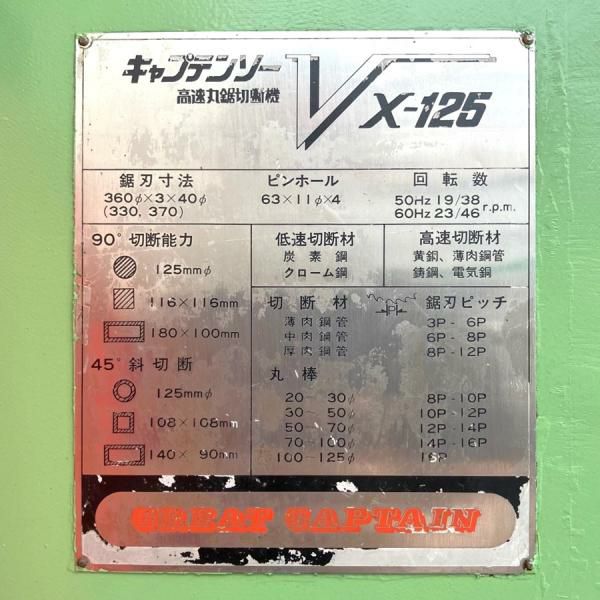 キャプテンソー V X-125
高速丸鋸切断機
鋸刃寸法
360φ×3×40φ
(330, 370)
ピンホール
63×11φ×4
回転数
50Hz 19/38
60Hz 23/46 r.p.m.
90°切断能力
125mmφ
116×116mm
180×100mm
45°斜切断
125mmφ
108×108mm
140× 90mm
低速切断材
炭素鋼
クローム鋼
高速切断材
黄銅、薄肉鋼管
鋳鋼、電気銅
切断材 P 鋸刃ピッチ
薄肉鋼管 3P - 6P
中肉鋼管 6P - 8P
厚肉鋼管 8P - 12P
丸棒
20 - 30φ 8P - 10P
30 - 50φ 10P - 12P
50 - 70φ 12P - 14P
70 - 100φ 14P - 16P
100 - 125φ 16P
GREAT CAPTAIN